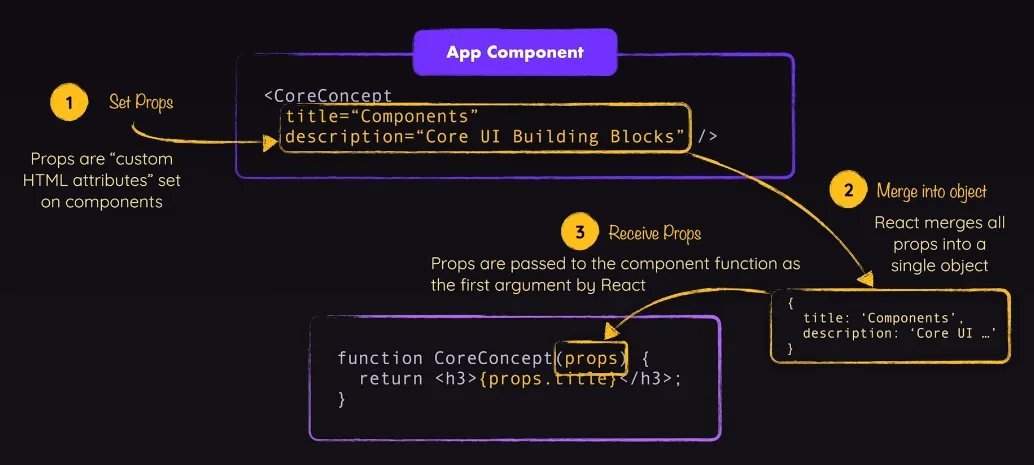 App Component
1 Set Props
Props are “custom
HTML attributes” set
on components
<CoreConcept
title=“Components”
description=“Core UI Building Blocks” />
2 Merge into object
React merges all
props into a
single object
{
title: ‘Components’,
description: ‘Core UI …’
}
3 Receive Props
Props are passed to the component function as
the first argument by React
function CoreConcept(props) {
return <h3>{props.title}</h3>;
}